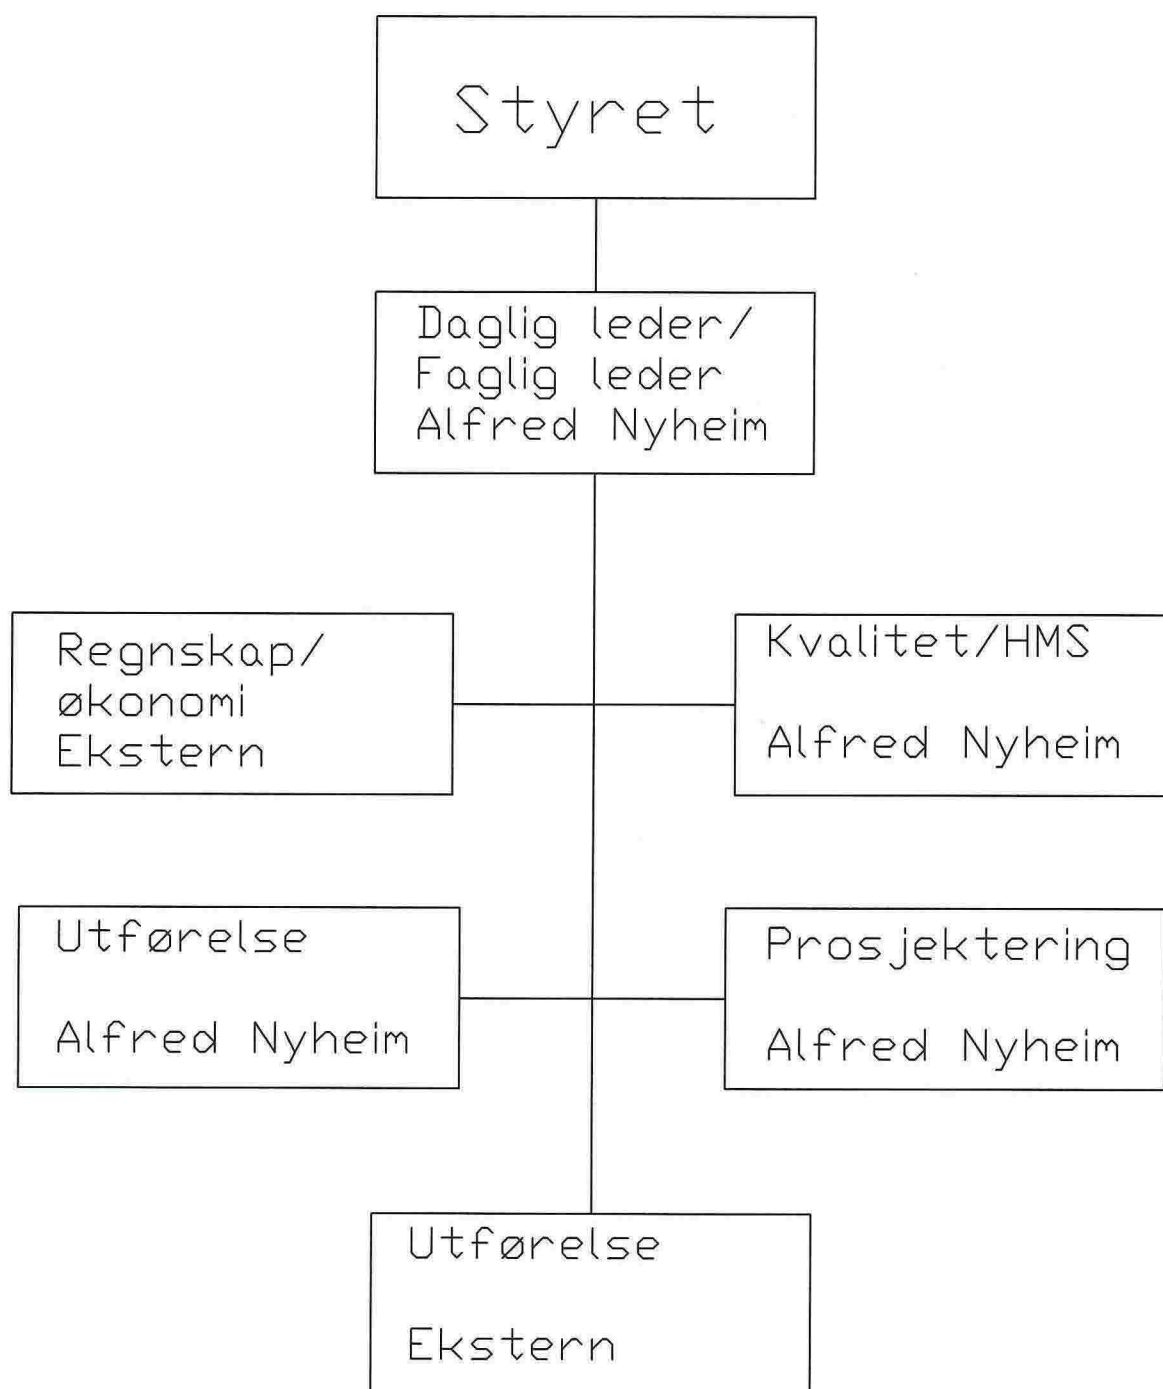 Styret
Daglig leder/
Faglig leder
Alfred Nyheim
Regnskap/
økonomi
Ekstern
Kvalitet/HMS
Alfred Nyheim
Utførelse
Alfred Nyheim
Prosjektering
Alfred Nyheim
Utførelse
Ekstern